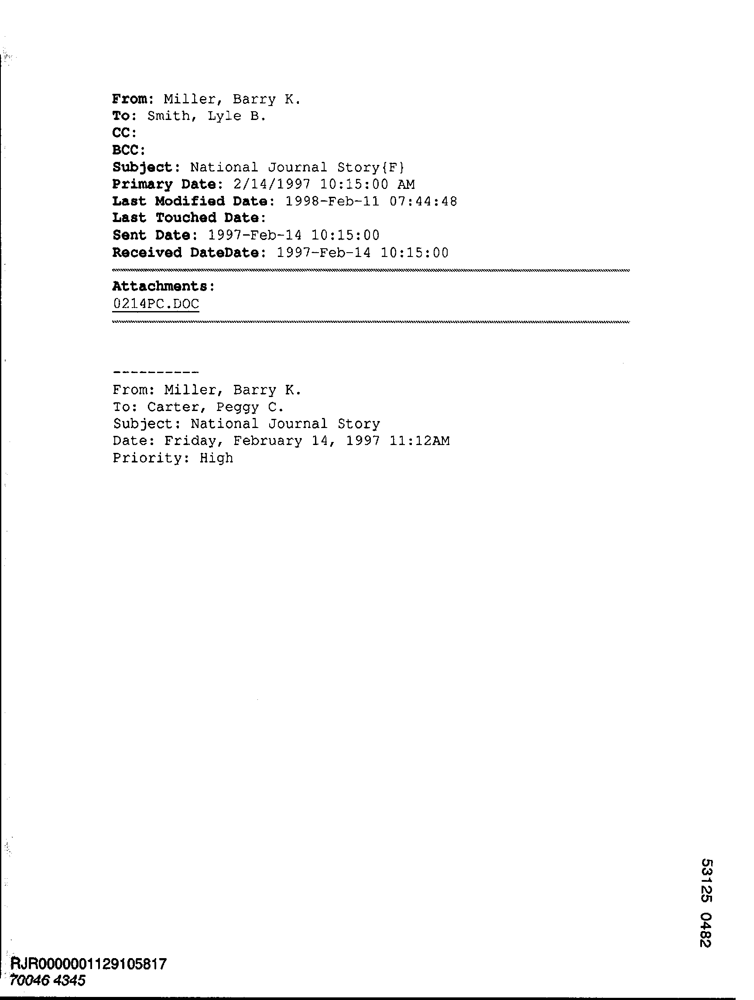 From: Miller, Barry K.
To: Smith, Lyle B.
CC:
BCC:
Subject: National Journal Story{F}
Primary Date: 2/14/1997 10:15:00 AM
Last Modified Date: 1998-Feb-11 07:44:48
Last Touched Date:
Sent Date: 1997-Feb-14 10:15:00
Received DateDate: 1997-Feb-14 10:15:00
Attachments:
0214PC.DOC
----------
From: Miller, Barry K.
To: Carter, Peggy C.
Subject: National Journal Story
Date: Friday, February 14, 1997 11:12AM
Priority: High
53125 0482
RJR0000001129105817
70046 4345